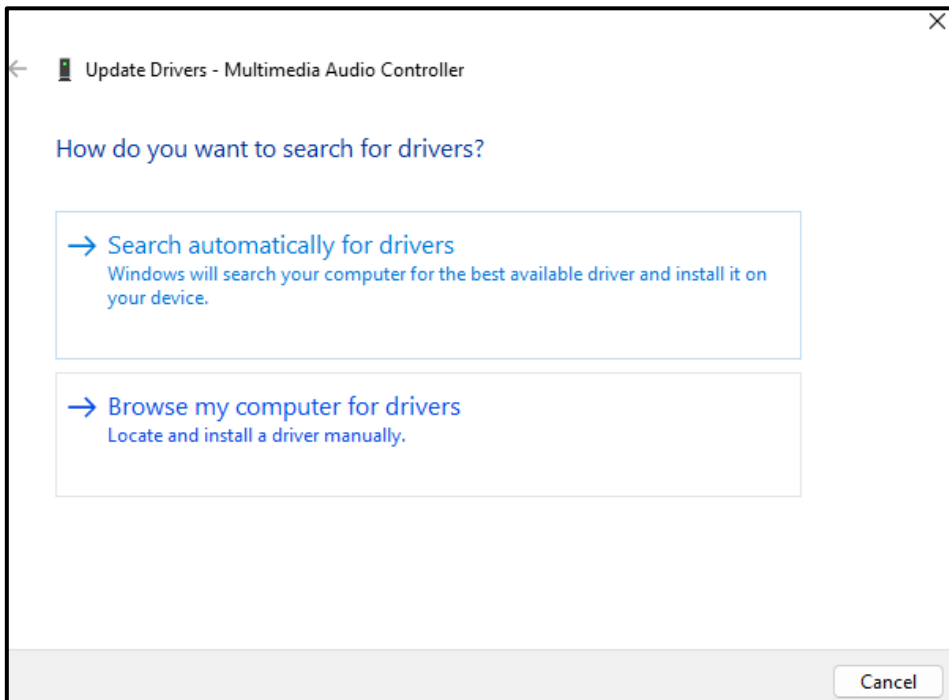 Update Drivers - Multimedia Audio Controller
How do you want to search for drivers?
Search automatically for drivers
Windows will search your computer for the best available driver and install it on
your device.
Browse my computer for drivers
Locate and install a driver manually.
Cancel